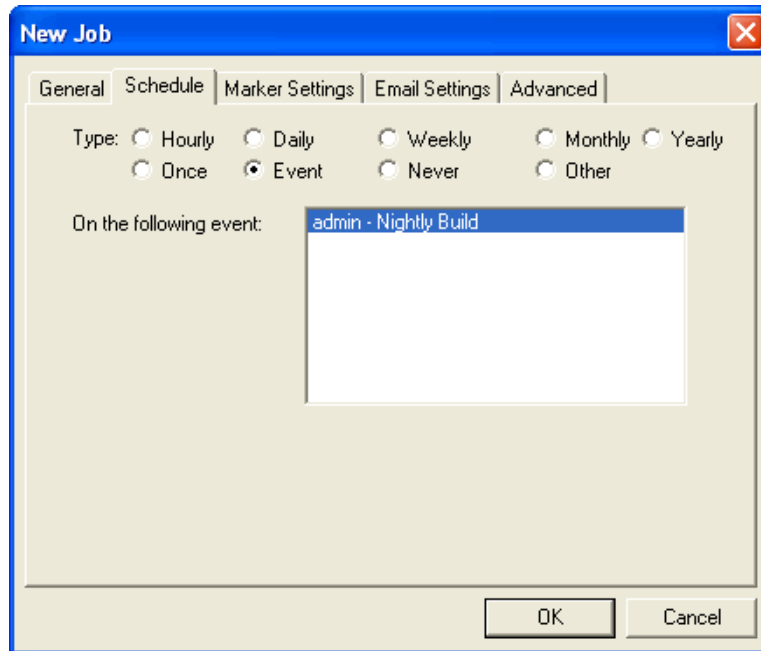 New Job
General Schedule Marker Settings Email Settings Advanced
Type: Hourly Daily Weekly Monthly Yearly
Once Event Never Other
On the following event: admin - Nightly Build
OK Cancel